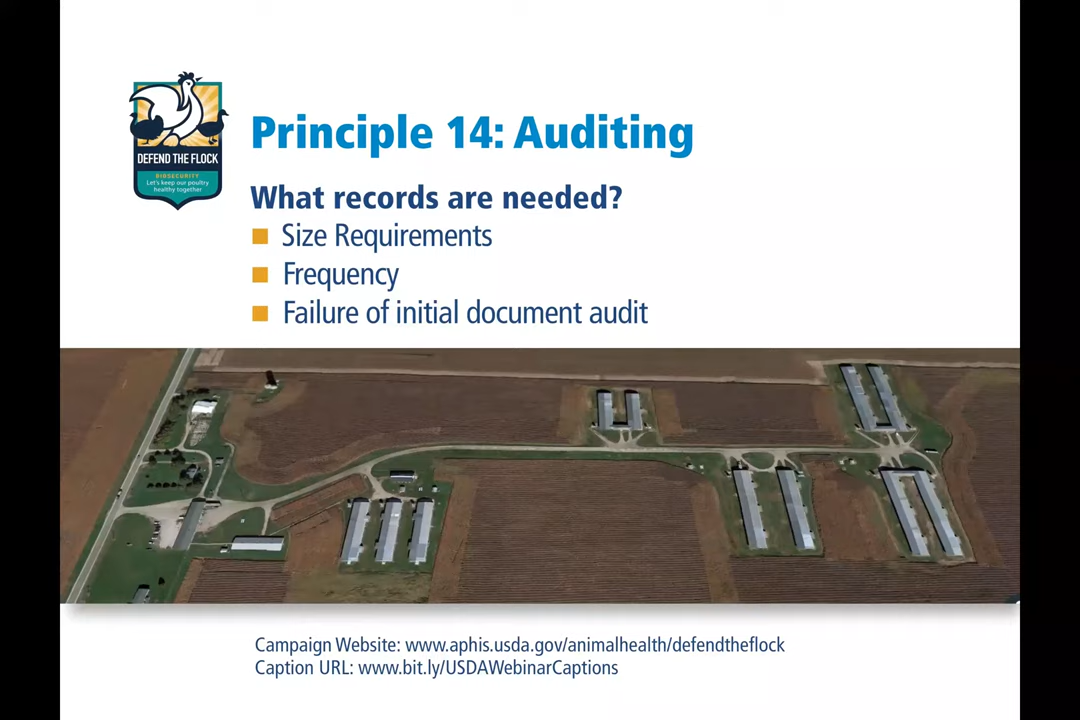 DEFEND THE FLOCK
BIOSECURITY
Let's keep our poultry
healthy together
Principle 14: Auditing
What records are needed?
Size Requirements
Frequency
Failure of initial document audit
Campaign Website: www.aphis.usda.gov/animalhealth/defendtheflock
Caption URL: www.bit.ly/USDAWebinarCaptions